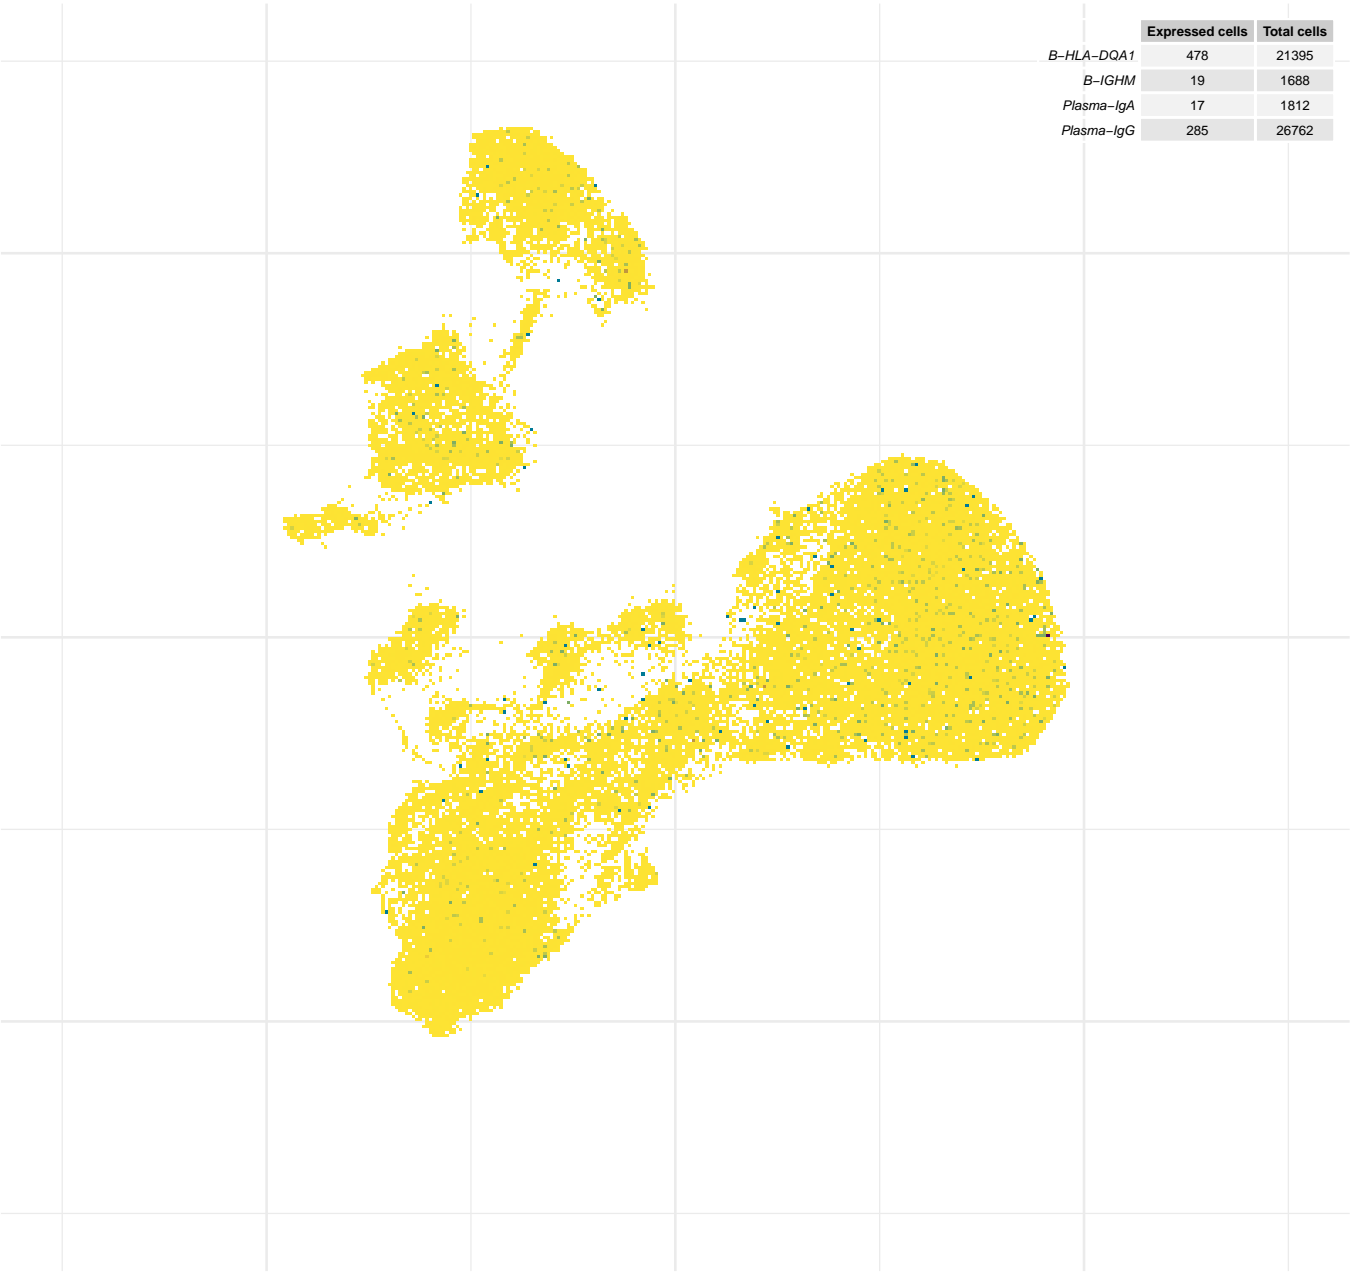 Expressed cells Total cells
B−HLA−DQA1 478 21395
B−IGHM 19 1688
Plasma−IgA 17 1812
Plasma−IgG 285 26762